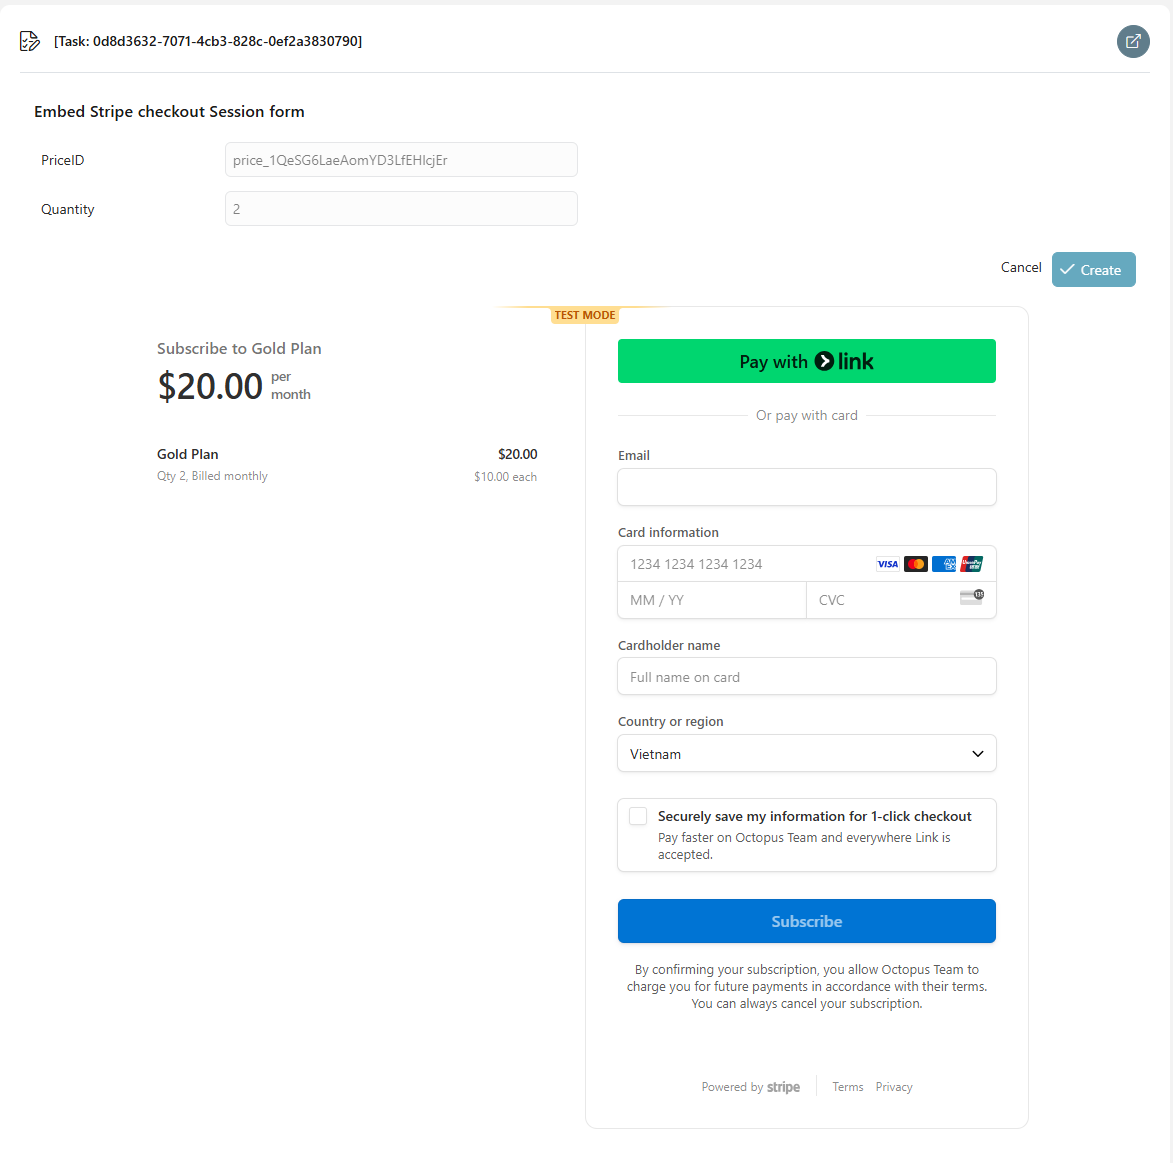 [Task: 0d8d3632-7071-4cb3-828c-0ef2a3830790]
Embed Stripe checkout Session form
PriceID
price_1QeSG6LaeAomYD3LfEHIcjEr
Quantity
2
Cancel
Create
TEST MODE
Subscribe to Gold Plan
$20.00 per month
Gold Plan $20.00
Qty 2, Billed monthly $10.00 each
Pay with link
Or pay with card
Email
Card information
1234 1234 1234 1234
VISA
MM / YY
CVC
135
Cardholder name
Full name on card
Country or region
Vietnam
Securely save my information for 1-click checkout
Pay faster on Octopus Team and everywhere Link is
accepted.
Subscribe
By confirming your subscription, you allow Octopus Team to
charge you for future payments in accordance with their terms.
You can always cancel your subscription.
Powered by stripe
Terms Privacy